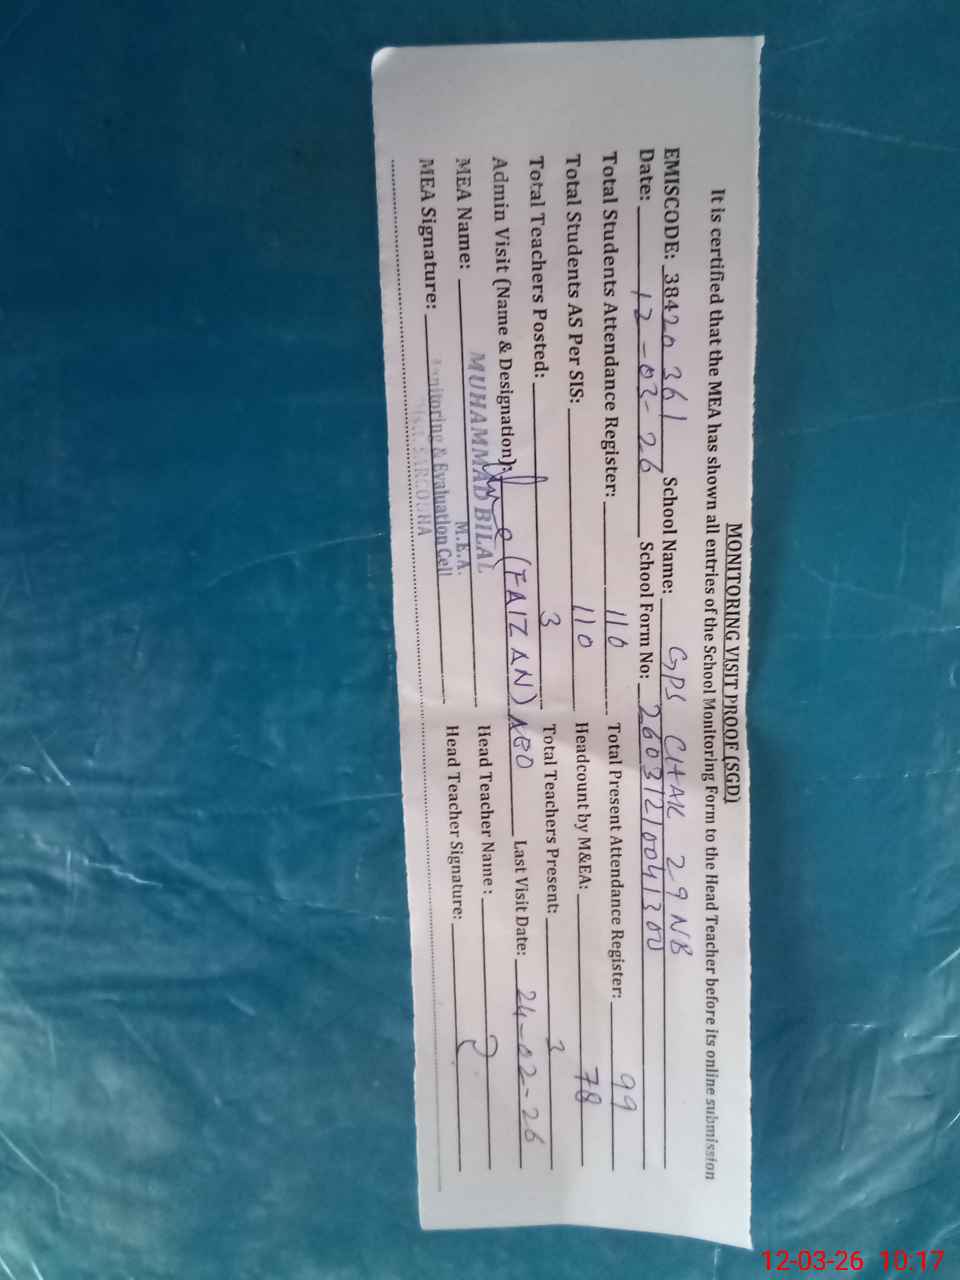 MONITORING VISIT PROOF (SGD)
It is certified that the MEA has shown all entries of the School Monitoring Form to the Head Teacher before its online submission
EMISCODE: 38420361 School Name: GPS CHAK 29 NB
Date: 12-03-26 School Form No: 26031210041300
Total Students Attendance Register: 110 Total Present Attendance Register: 99
Total Students AS Per SIS: 110 Headcount by M&EA: 78
Total Teachers Posted: 3 Total Teachers Present: 3
Admin Visit (Name & Designation): (FAIZAN) AEO Last Visit Date: 24-02-26
MEA Name: MUHAMMAD BILAL Head Teacher Name :
M.E.A.
MEA Signature: Monitoring & Evaluation Cell Head Teacher Signature:
SARGODHA
12-03-26 10:17